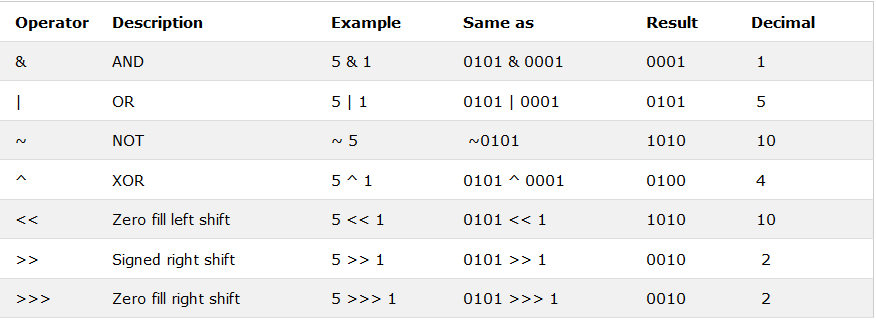 Operator Description Example Same as Result Decimal
& AND 5 & 1 0101 & 0001 0001 1
| OR 5 | 1 0101 | 0001 0101 5
~ NOT ~ 5 ~0101 1010 10
^ XOR 5 ^ 1 0101 ^ 0001 0100 4
<< Zero fill left shift 5 << 1 0101 << 1 1010 10
>> Signed right shift 5 >> 1 0101 >> 1 0010 2
>>> Zero fill right shift 5 >>> 1 0101 >>> 1 0010 2